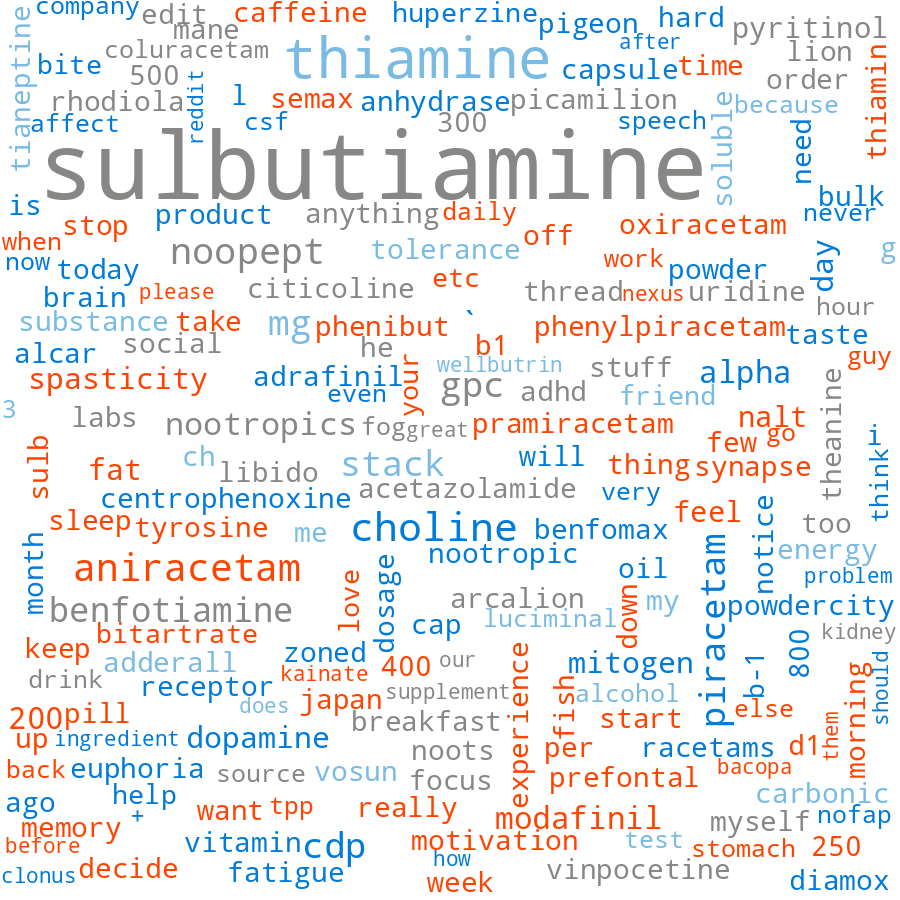 company
edit
caffeine
huperzine
pigeon
hard
pyritinol
mane
after
tianeptine
coluracetam
thiamine
lion
bite
500
capsule
time
order
thiamin
rhodiola
reddit
l
semax
anhydrase
picamilion
soluble
because
affect
csf
300
speech
need
sulbutiamine
is
bulk
product
anything
daily
never
stop
oxiracetam
when
noopept
tolerance
off
work
day
g
now
today
etc
powder
brain
please
citicoline
thread
nexus
uridine
hour
substance
take
mg
phenibut
`
phenylpiracetam
taste
alcar
social
he
b1
guy
spasticity
adrafinil
your
wellbutrin
stuff
alpha
even
gpc
adhd
friend
theanine
3
labs
nootropics
fog
great
pramiracetam
nalt
go
i
sulb
few
fat
ch
libido
stack
will
thing
synapse
think
centrophenoxine
acetazolamide
very
sleep
tyrosine
me
choline
benfomax
feel
notice
too
month
nootropic
piracetam
energy
aniracetam
love
dosage
oil
problem
benfotiamine
arcalion
luciminal
down
my
powdercity
bitartrate
cap
kidney
keep
adderall
zoned
400
our
mitogen
b-1
800
should
drink
receptor
kainate
japan
supplement
experience
fish
alcohol
does
200
pill
breakfast
start
else
them
morning
up
ingredient
dopamine
noots
per
racetams
d1
back
euphoria
source
vosun
focus
prefontal
bacopa
ago
help
+
want
tpp
really
modafinil
carbonic
memory
myself
nofap
before
vitamin
cdp
motivation
test
stomach
250
clonus
decide
fatigue
how
week
vinpocetine
diamox